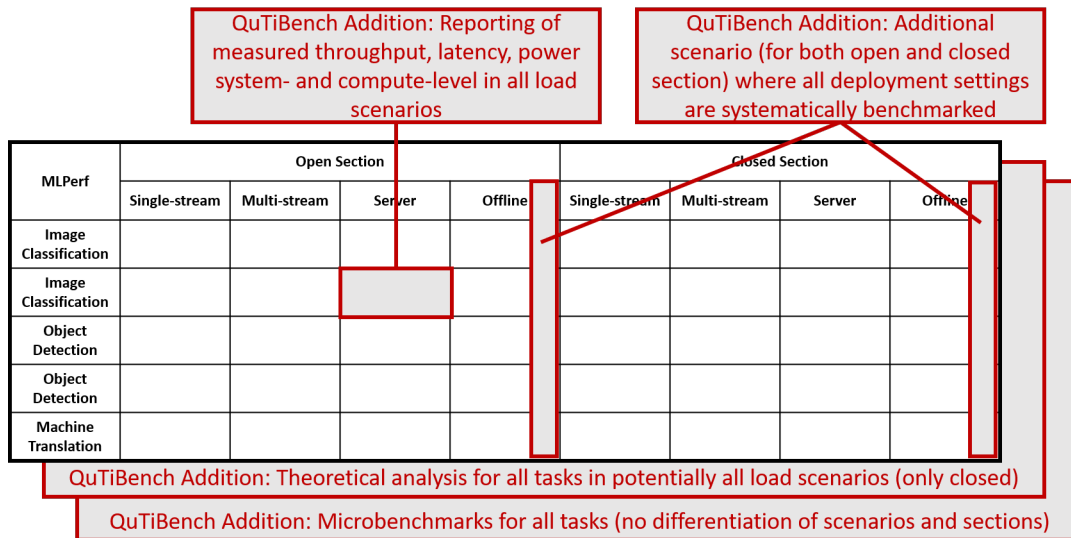 QuTiBench Addition: Reporting of
measured throughput, latency, power
system- and compute-level in all load
scenarios
QuTiBench Addition: Additional
scenario (for both open and closed
section) where all deployment settings
are systematically benchmarked
MLPerf
Open Section
Closed Section
Single-stream
Multi-stream
Server
Offline
Single-stream
Multi-stream
Server
Offline
Image
Classification
Image
Classification
Object
Detection
Object
Detection
Machine
Translation
QuTiBench Addition: Theoretical analysis for all tasks in potentially all load scenarios (only closed)
QuTiBench Addition: Microbenchmarks for all tasks (no differentiation of scenarios and sections)